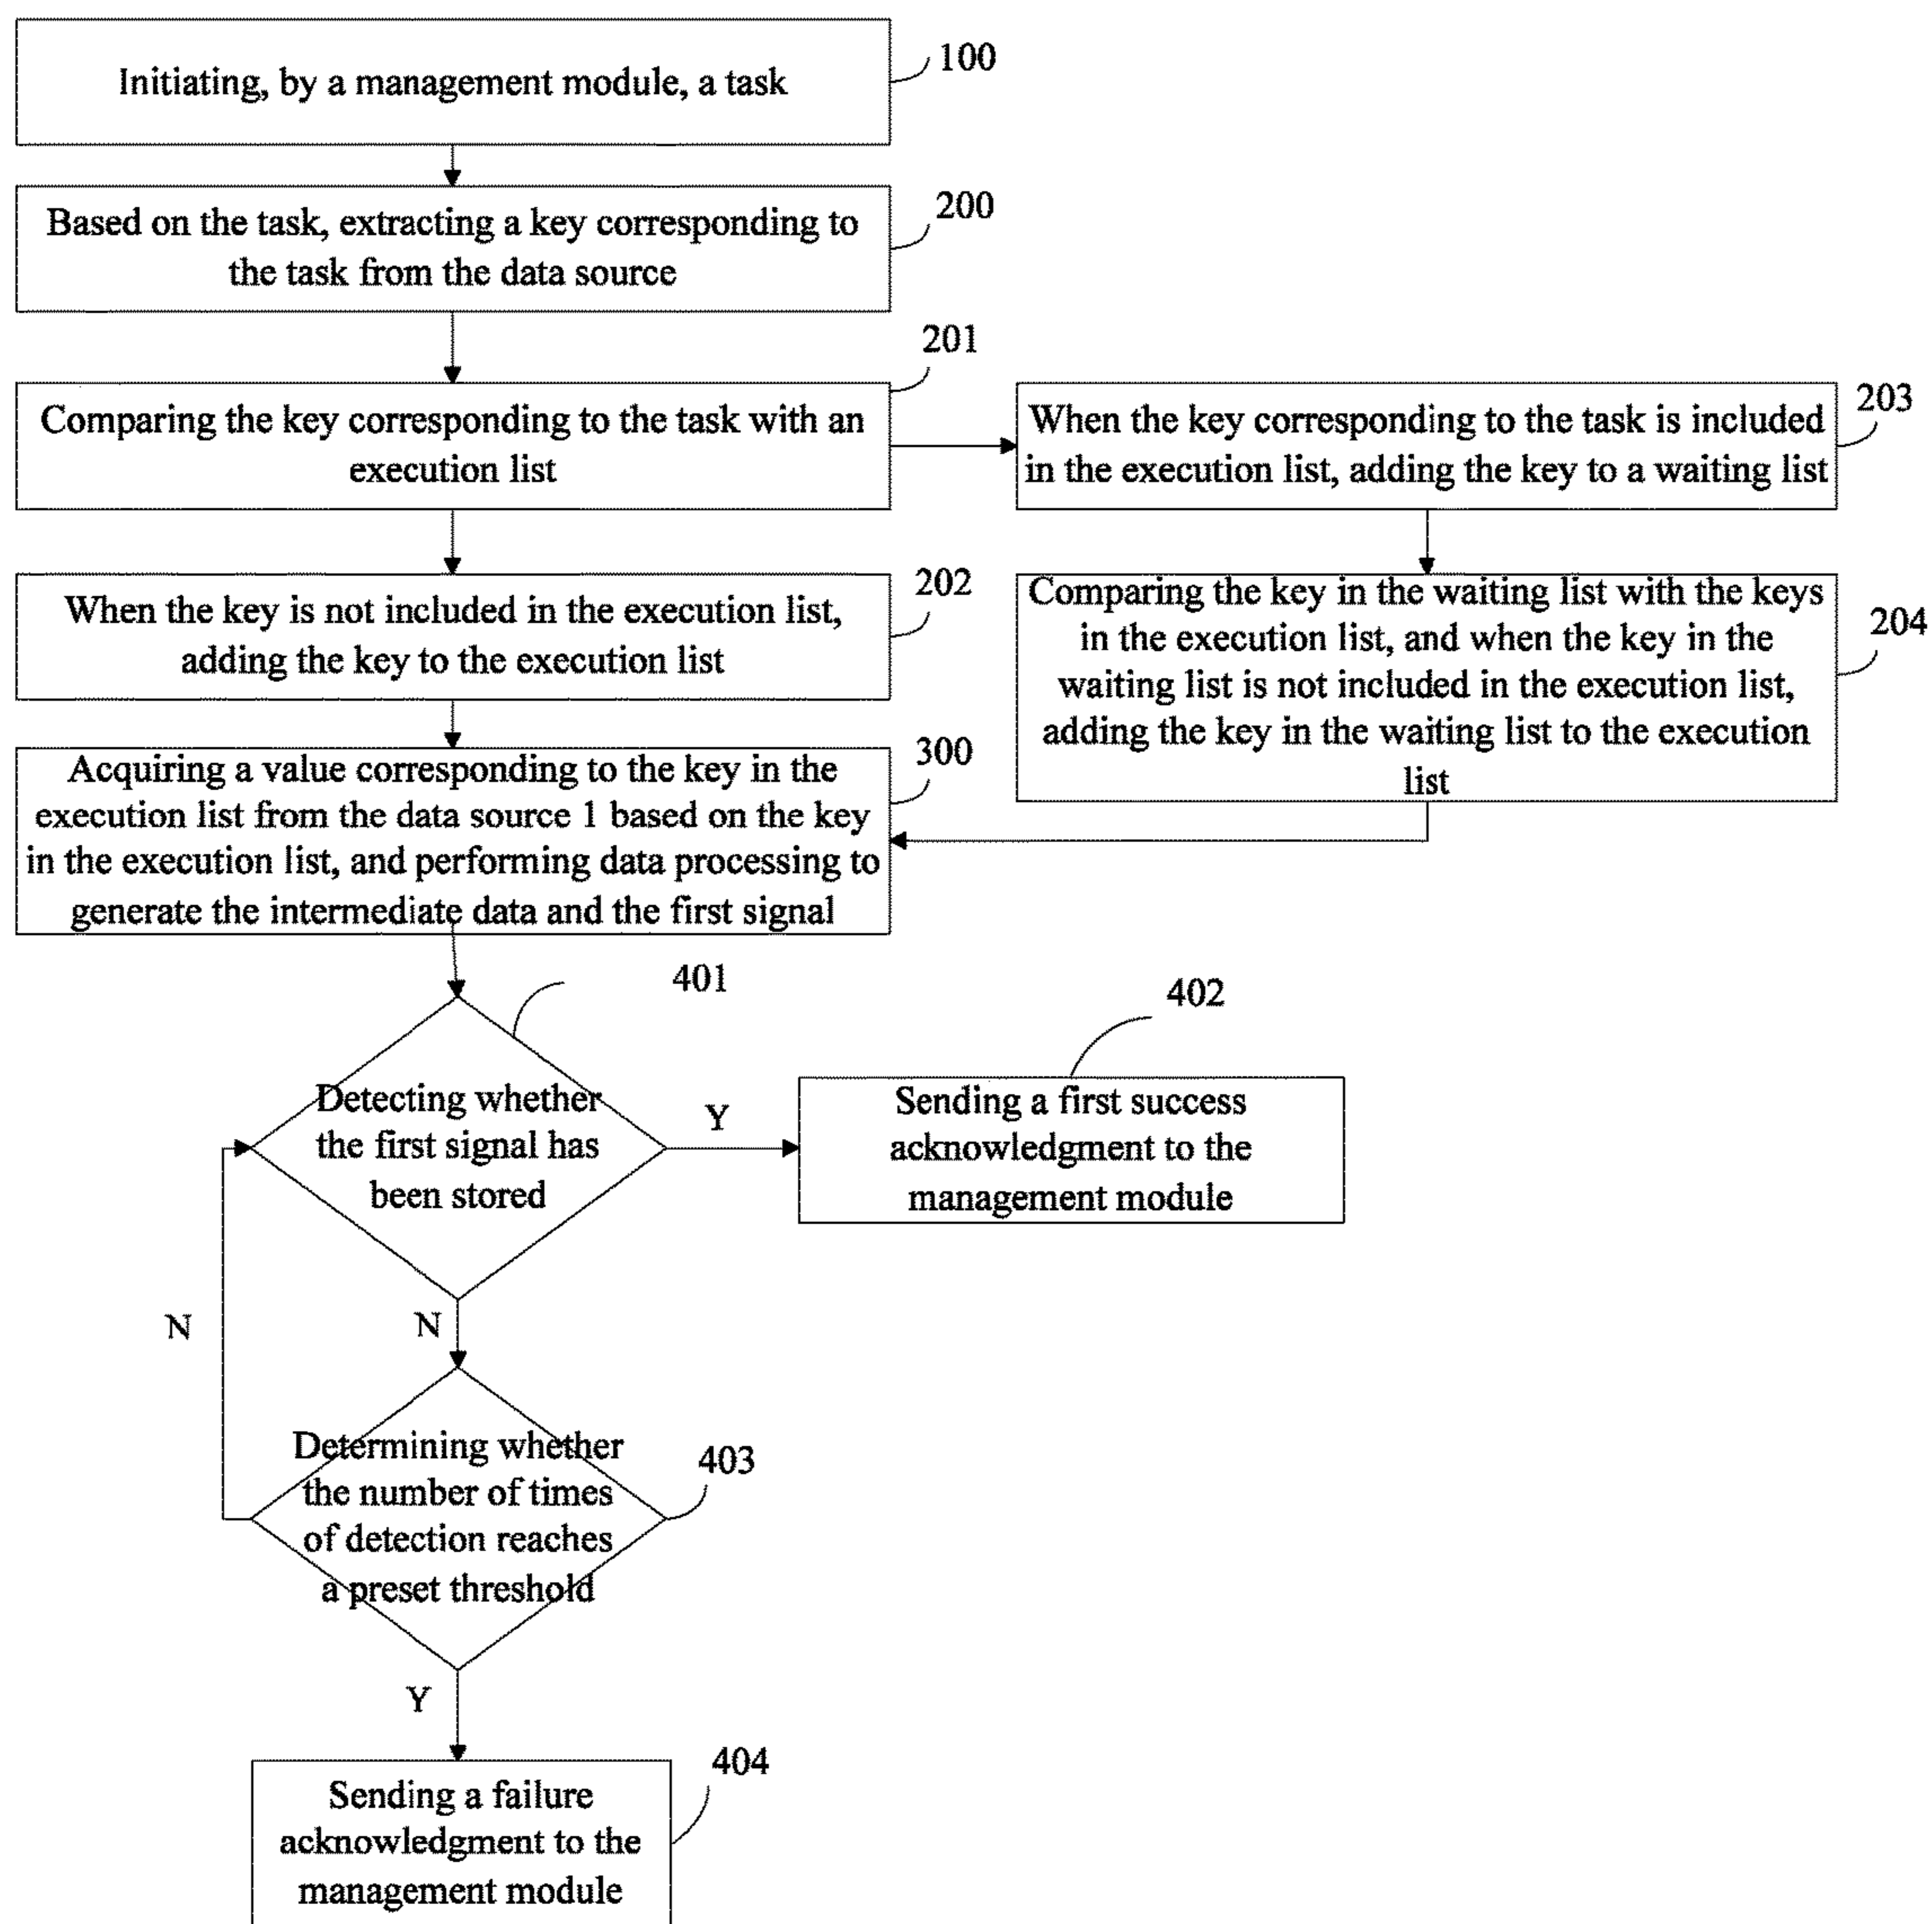 Initiating, by a management module, a task
100
Based on the task, extracting a key corresponding to
the task from the data source
200
201
Comparing the key corresponding to the task with an
execution list
When the key corresponding to the task is included
in the execution list, adding the key to a waiting list
203
When the key is not included in the execution list,
adding the key to the execution list
202
Comparing the key in the waiting list with the keys
in the execution list, and when the key in the
waiting list is not included in the execution list,
adding the key in the waiting list to the execution
list
204
Acquiring a value corresponding to the key in the
execution list from the data source 1 based on the key
in the execution list, and performing data processing to
generate the intermediate data and the first signal
300
401
Detecting whether
the first signal has
been stored
Y
402
Sending a first success
acknowledgment to the
management module
N
N
Determining whether
the number of times
of detection reaches
a preset threshold
403
Y
404
Sending a failure
acknowledgment to the
management module